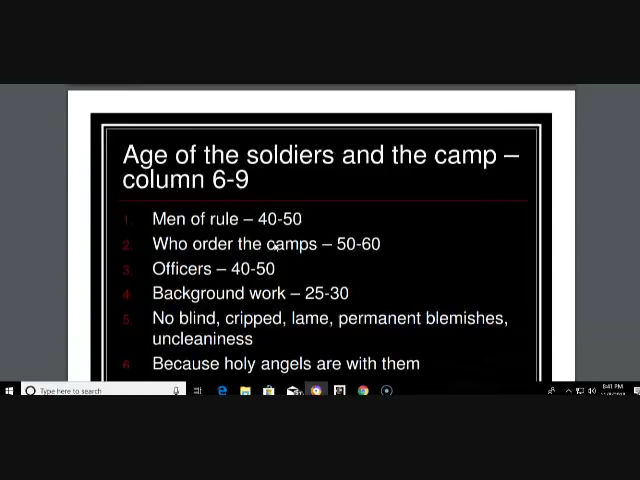 Age of the soldiers and the camp –
column 6-9
1. Men of rule – 40-50
2. Who order the camps – 50-60
3. Officers – 40-50
4. Background work – 25-30
5. No blind, cripped, lame, permanent blemishes,
uncleaniness
6. Because holy angels are with them
Type here to search
8:41 PM